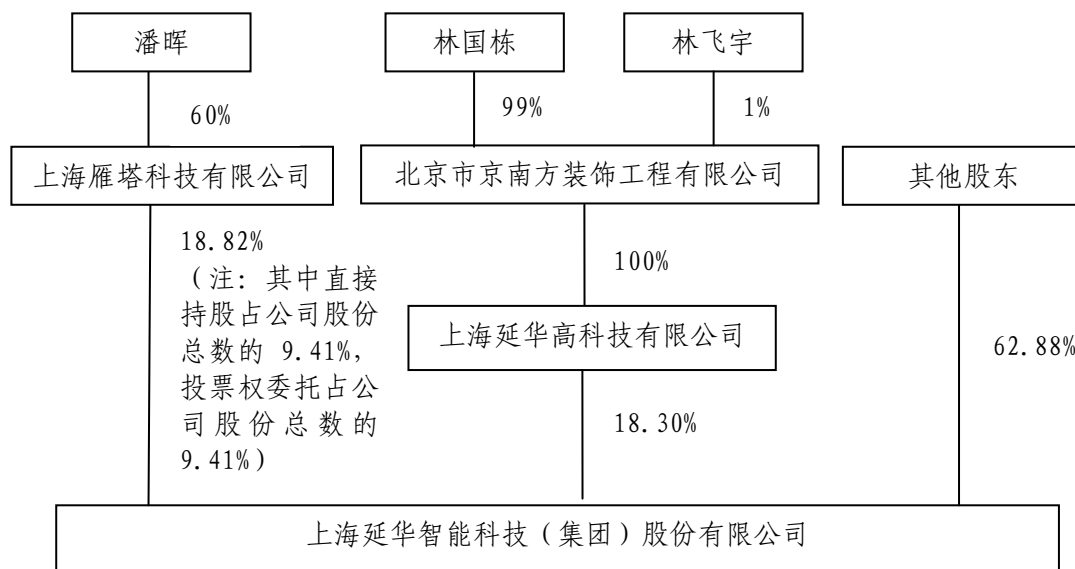 潘晖
林国栋
林飞宇
60%
99%
1%
上海雁塔科技有限公司
北京市京南方装饰工程有限公司
其他股东
18.82%
（注：其中直接
持股占公司股份
总数的 9.41%，
投票权委托占公
司股份总数的
9.41%）
100%
上海延华高科技有限公司
62.88%
18.30%
上海延华智能科技（集团）股份有限公司